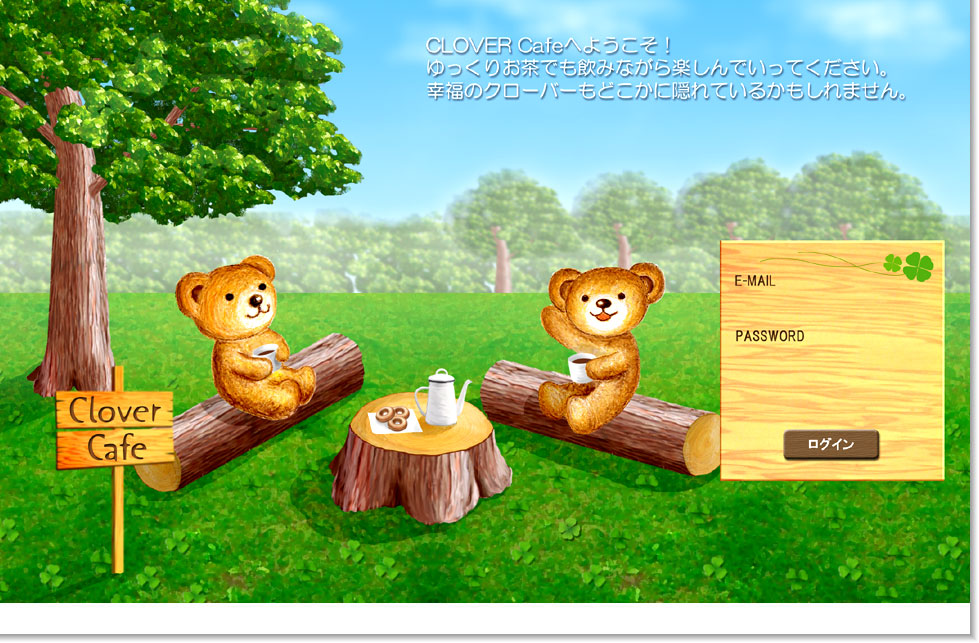 CLOVER Cafeへようこそ！
ゆっくりお茶でも飲みながら楽しんでいってください。
幸福のクローバーもどこかに隠れているかもしれません。
E-MAIL
PASSWORD
ログイン
Clover
Cafe